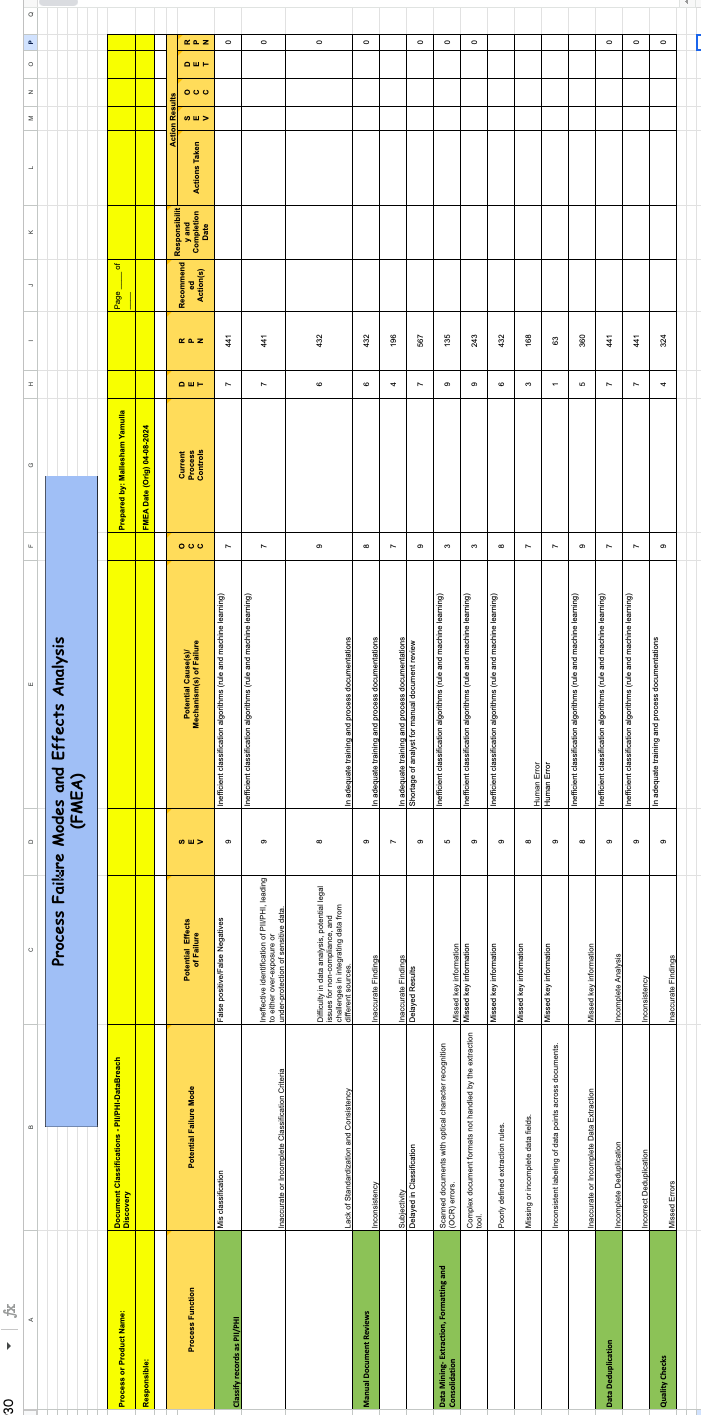 30 fx
A B C D E F G H I J K L M N O P Q
Process Failure Modes and Effects Analysis
(FMEA)
Process or Product Name: Document Classifications - PII/PHI-DataBreach
Discovery Prepared by: Mallesham Yamulla Page ____ of
____
Responsible: FMEA Date (Orig) 04-08-2024
Action Results
Process Function
Potential Failure Mode
Potential Effects
of Failure
S
E
V
Potential Cause(s)/
Mechanism(s) of Failure
O
C
C
Current
Process
Controls
D
E
T
R
P
N
Recommend
ed
Action(s)
Responsibilit
y and
Completion
Date
Actions Taken
S
E
V
O
C
C
D
E
T
R
P
N
Classify records as PII/PHI Mis classification False positive/False Negatives 9 Inefficient classification algorithms (rule and machine learning) 7 7 441 0
Inaccurate or Incomplete Classification Criteria
Ineffective identification of PII/PHI, leading
to either over-exposure or
under-protection of sensitive data.
9 Inefficient classification algorithms (rule and machine learning) 7 7 441 0
Lack of Standardization and Consistency
Difficulty in data analysis, potential legal
issues for non-compliance, and
challenges in integrating data from
different sources.
8 In adequate training and process documentations 9 6 432 0
Manual Document Reviews Inconsistency Inaccurate Findings 9 In adequate training and process documentations 8 6 432 0
Subjectivity Inaccurate Findings 7 In adequate training and process documentations 7 4 196
Delayed in Classification Delayed Results 9 Shortage of analyst for manual document review 9 7 567 0
Data Mining- Extraction, Formatting and
Consolidation
Scanned documents with optical character recognition
(OCR) errors.
Missed key information 5 Inefficient classification algorithms (rule and machine learning) 3 9 135 0
Complex document formats not handled by the extraction
tool.
Missed key information 9 Inefficient classification algorithms (rule and machine learning) 3 9 243 0
Poorly defined extraction rules. Missed key information 9 Inefficient classification algorithms (rule and machine learning) 8 6 432
Missing or incomplete data fields. Missed key information 8 Human Error 7 3 168
Inconsistent labeling of data points across documents. Missed key information 9 Human Error 7 1 63
Inaccurate or Incomplete Data Extraction Missed key information 8 Inefficient classification algorithms (rule and machine learning) 9 5 360
Data Deduplication Incomplete Deduplication Incomplete Analysis 9 Inefficient classification algorithms (rule and machine learning) 7 7 441 0
Incorrect Deduplication Inconsistency 9 Inefficient classification algorithms (rule and machine learning) 7 7 441 0
Quality Checks Missed Errors Inaccurate Findings 9 In adequate training and process documentations 9 4 324 0